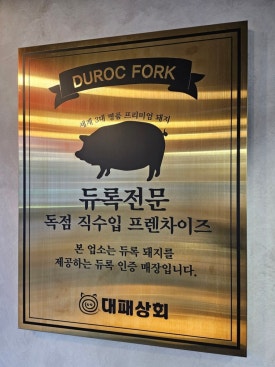 DUROC FORK
세계 3대 명품 프리미엄 돼지
듀록전문
독점 직수입 프렌차이즈
본 업소는 듀록 돼지를
제공하는 듀록 인증 매장입니다.
대패상회